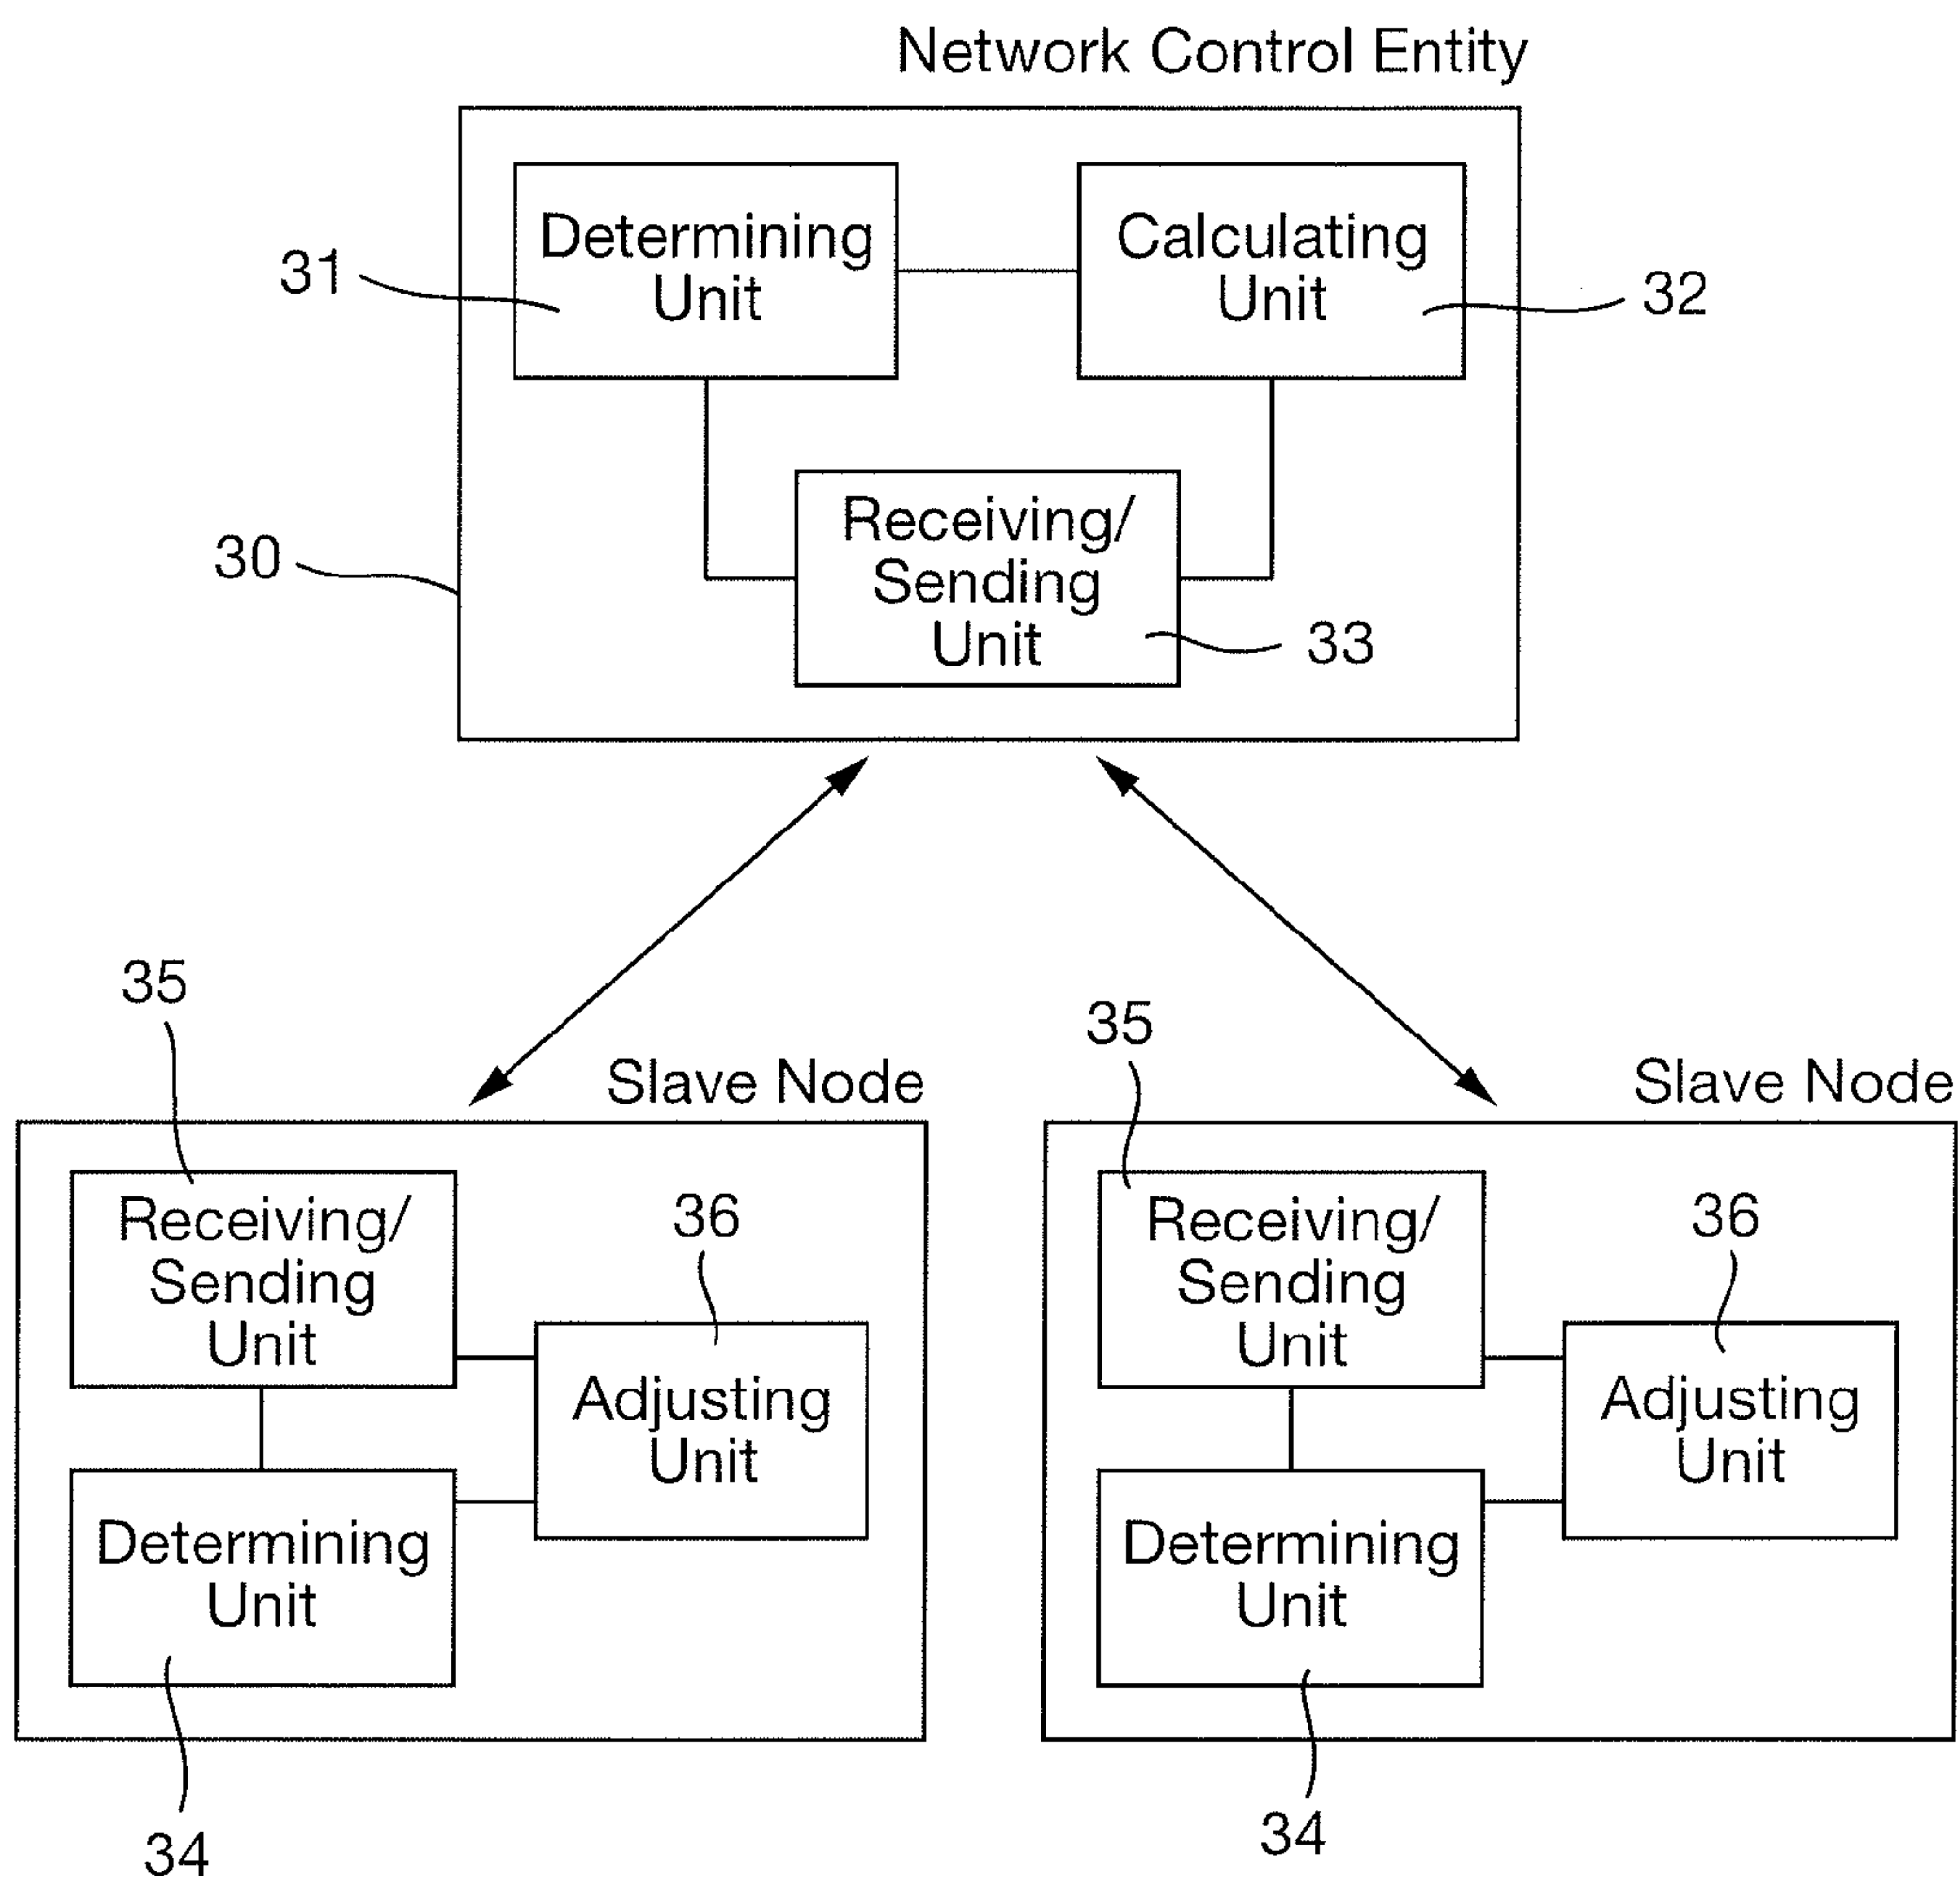 Network Control Entity
Determining
Unit
Calculating
Unit
31
32
Receiving/
Sending
Unit
30
33
35
Slave Node
Receiving/
Sending
Unit
36
Adjusting
Unit
Determining
Unit
34
35
Slave Node
Receiving/
Sending
Unit
36
Adjusting
Unit
Determining
Unit
34